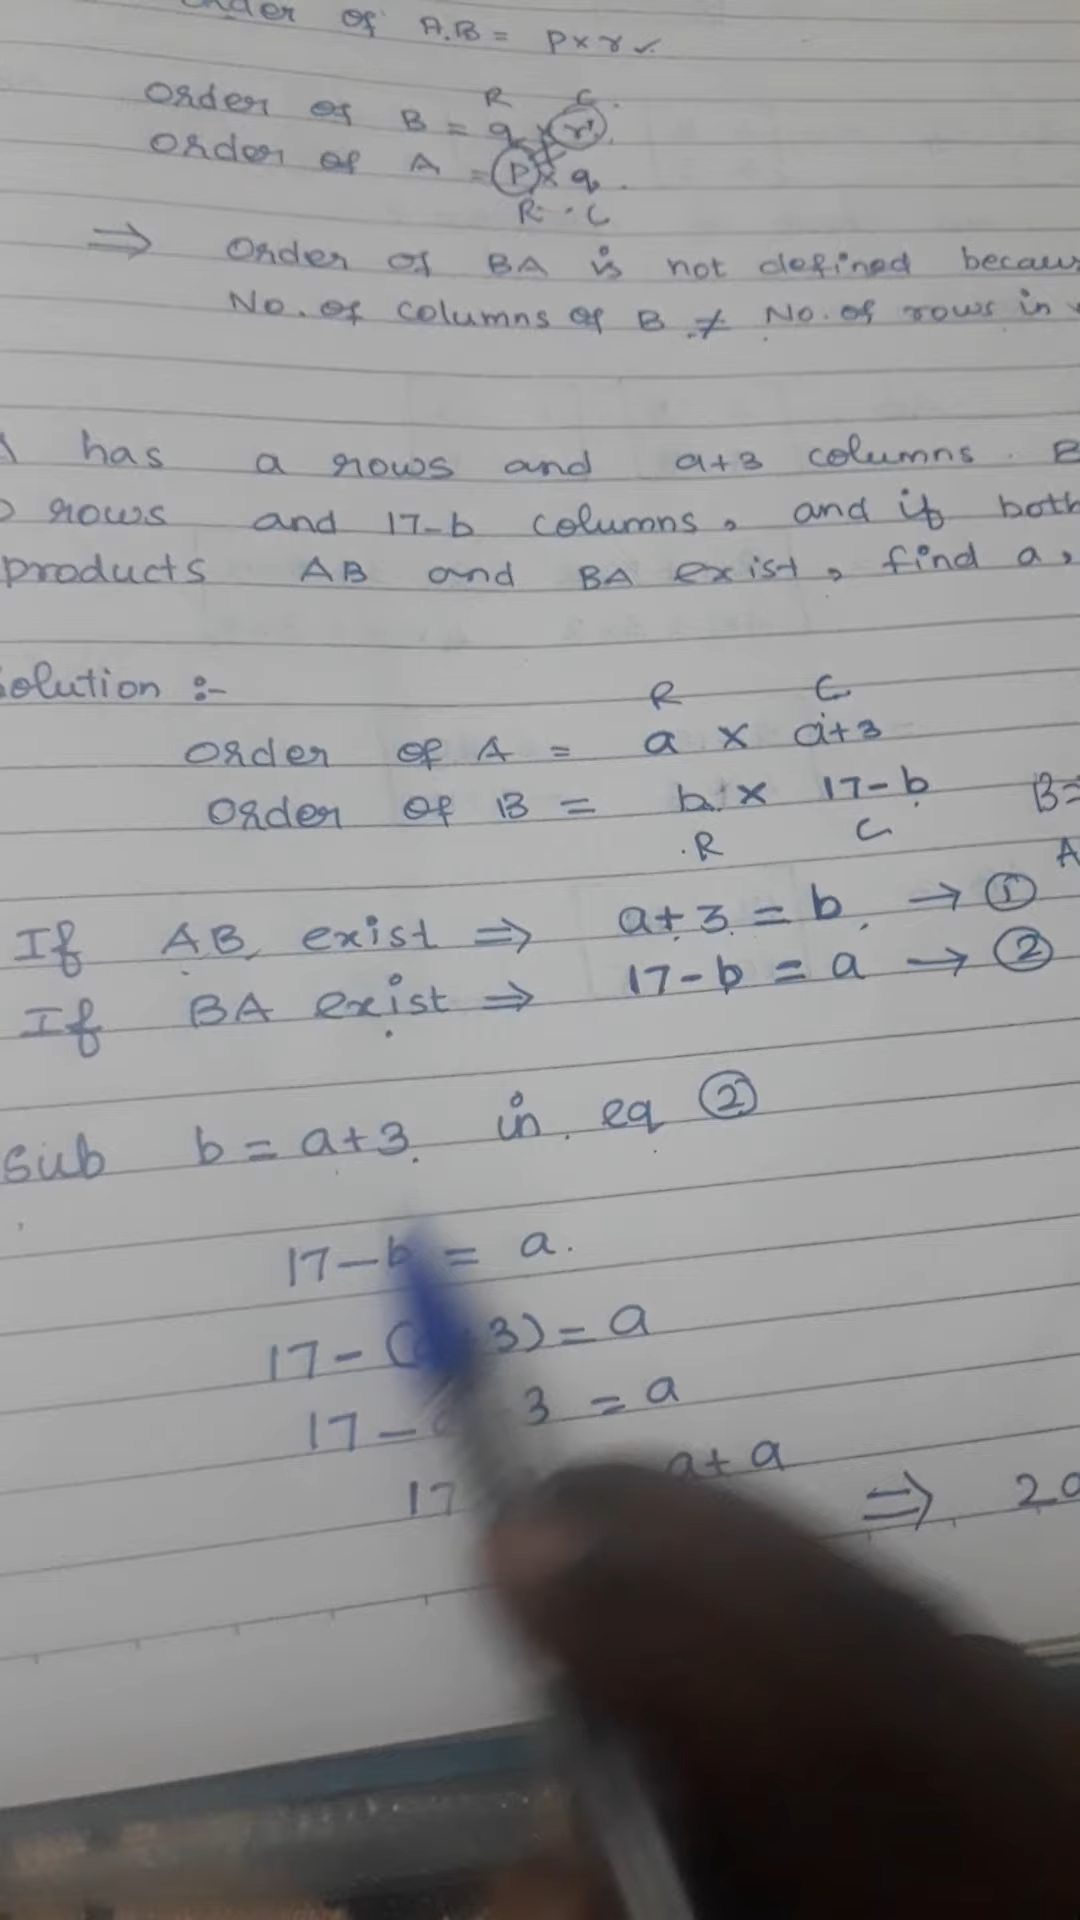 of A.B = p×r ✓
R C.
Order of B = q × r
Order of A = p × q.
R · C
⇒ Order of BA is not defined
No. of columns of B ≠ No. of rows in
has a rows and a+3 columns.
rows and 17-b columns, and if both
products AB and BA exist, find a,
Solution :-
R C
Order of A = a × a+3
Order of B = b × 17-b B=
.R C A
If AB exist ⇒ a+3 = b → ①
If BA exist ⇒ 17-b = a → ②
Sub b = a+3 in eq ②
17-b = a.
17-( 3) = a
17- 3 = a
17 a+a ⇒ 2a